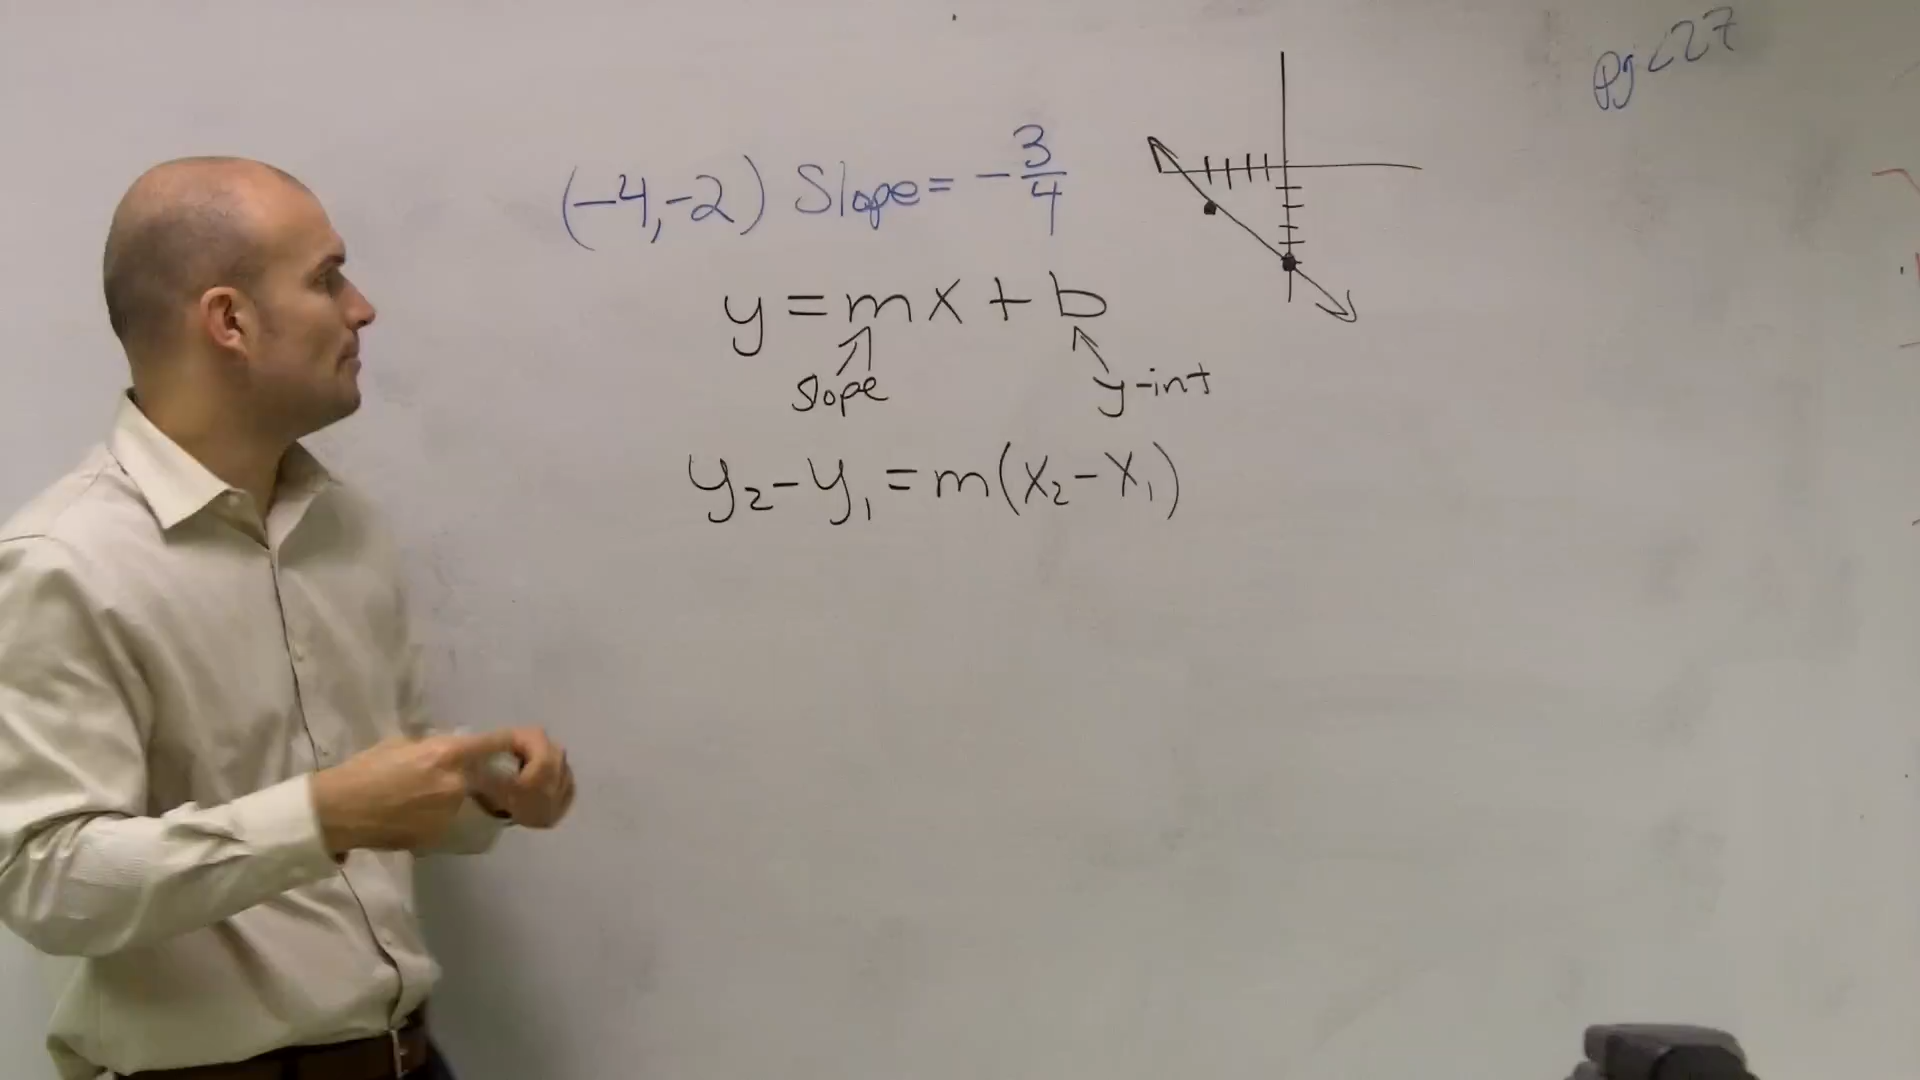 pg 227
(-4,-2) Slope = -3/4
y = mx + b
slope y-int
y₂-y₁ = m(x₂-x₁)